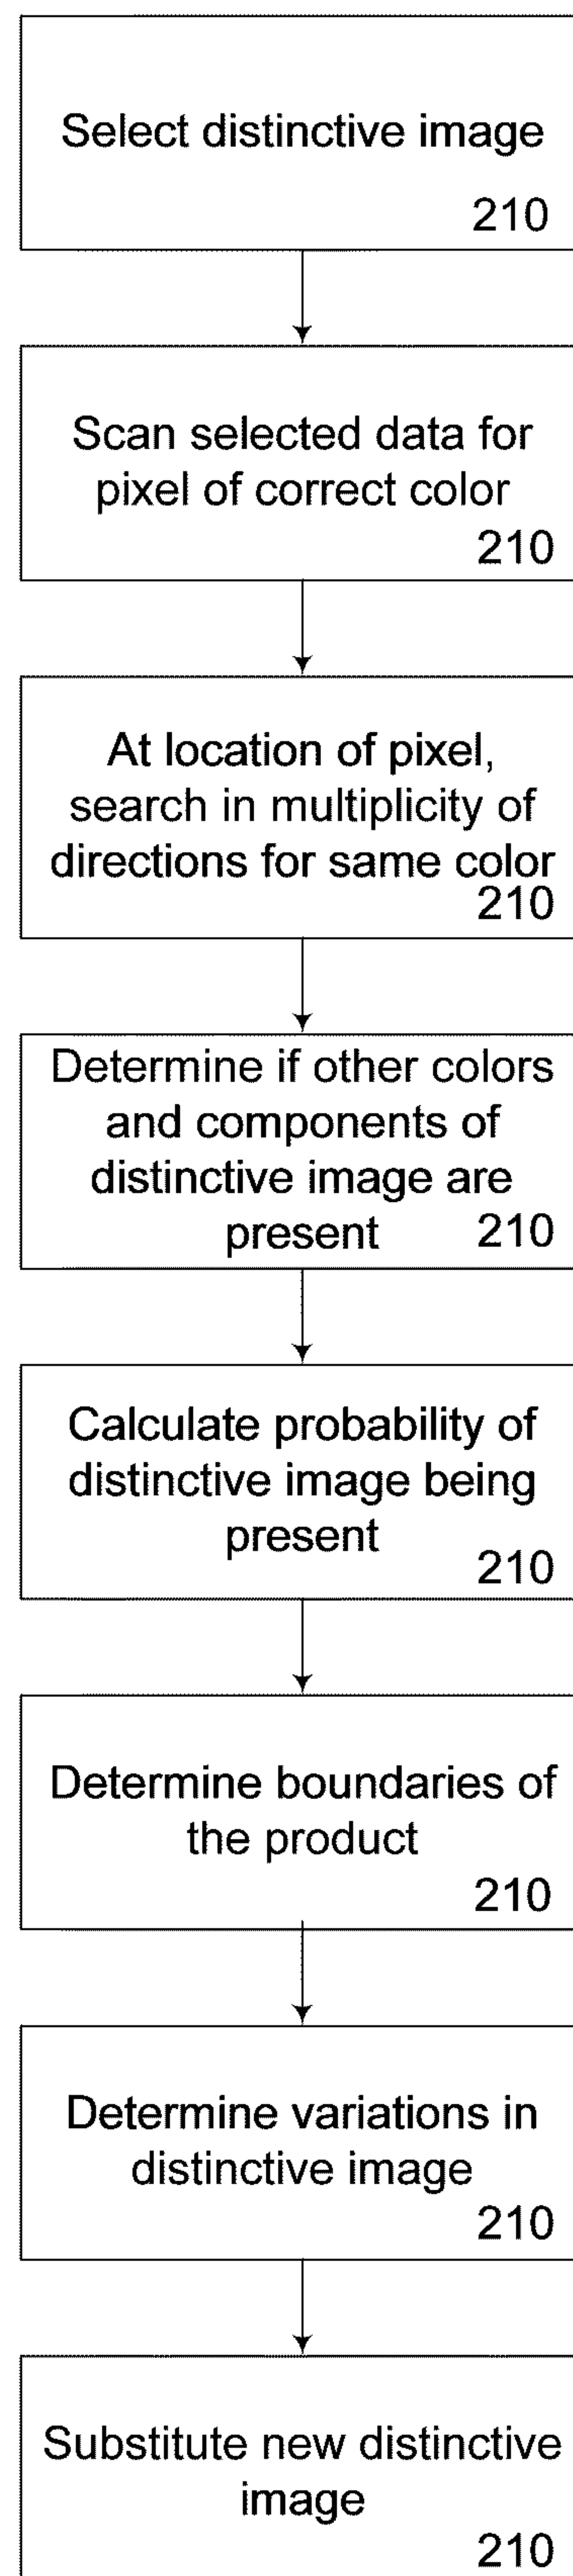 Select distinctive image
210
Scan selected data for
pixel of correct color
210
At location of pixel,
search in multiplicity of
directions for same color
210
Determine if other colors
and components of
distinctive image are
present 210
Calculate probability of
distinctive image being
present
210
Determine boundaries of
the product
210
Determine variations in
distinctive image
210
Substitute new distinctive
image
210